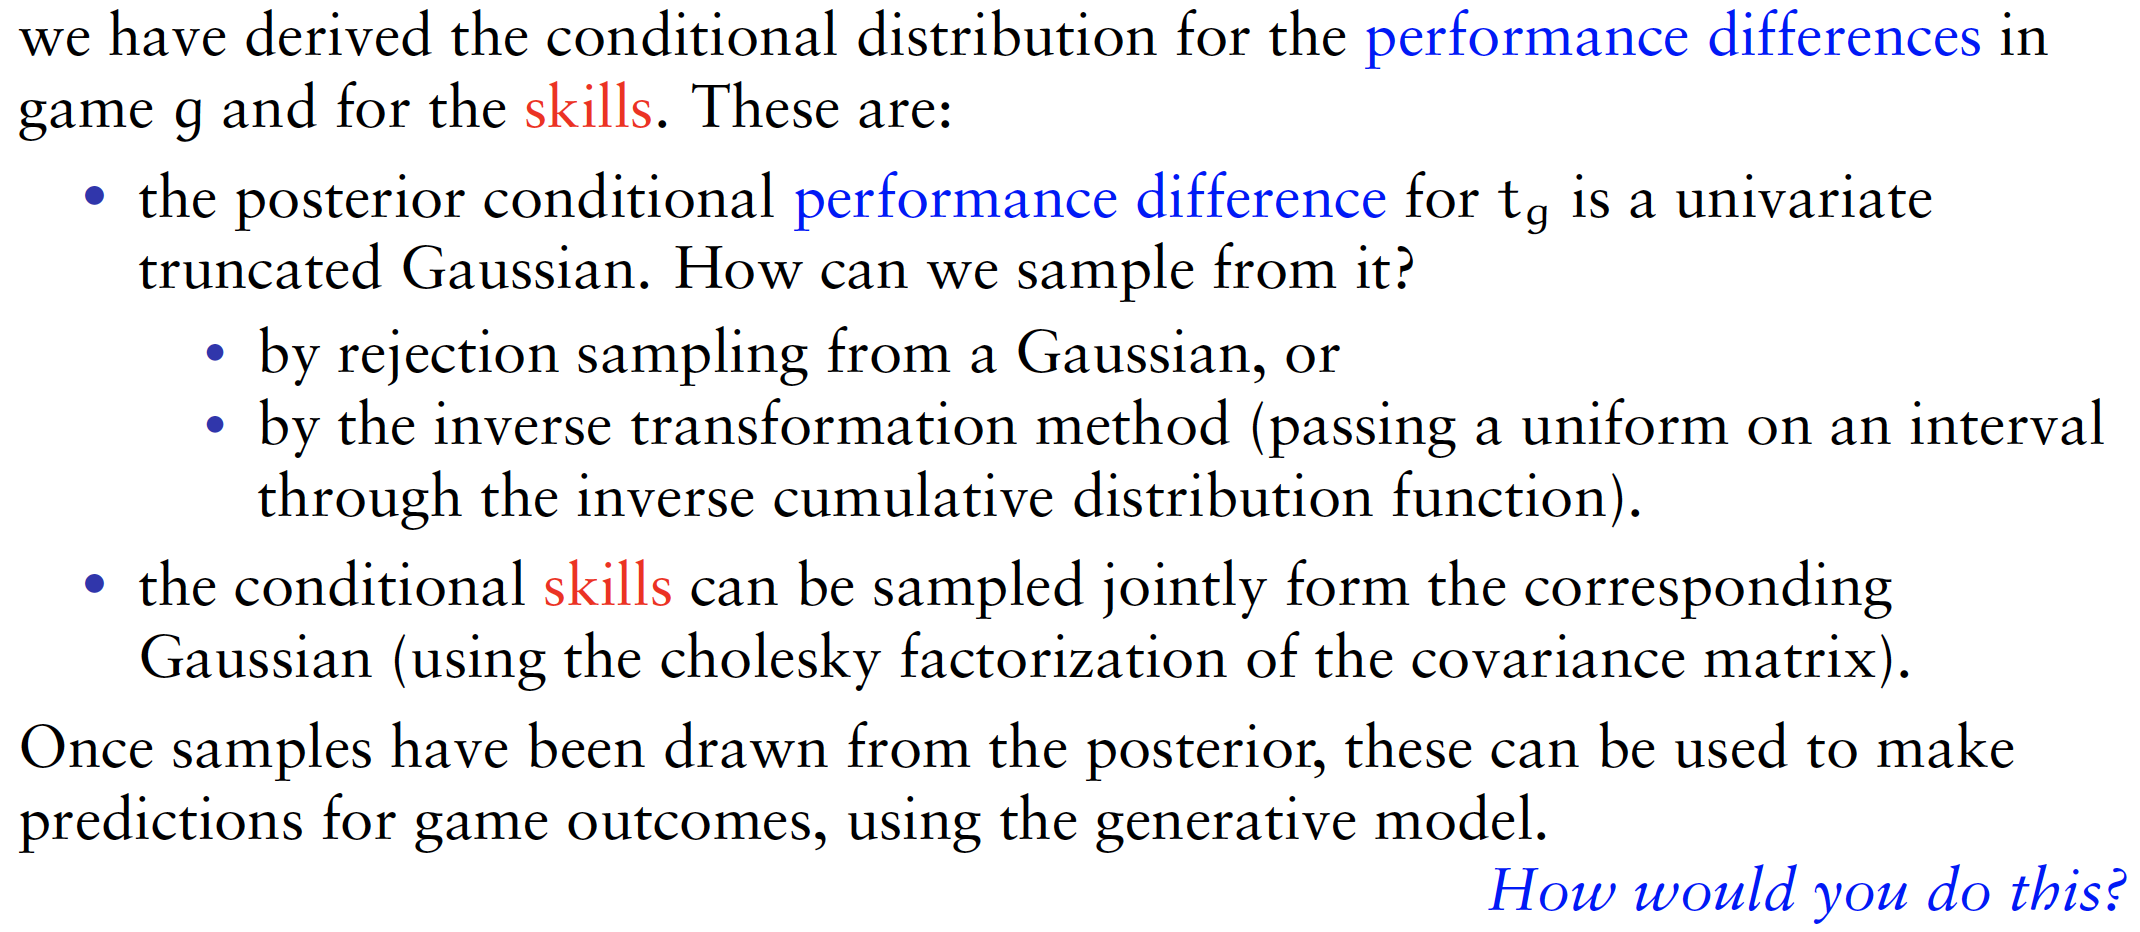 we have derived the conditional distribution for the performance differences in
game g and for the skills. These are:
• the posterior conditional performance difference for t_g is a univariate
truncated Gaussian. How can we sample from it?
• by rejection sampling from a Gaussian, or
• by the inverse transformation method (passing a uniform on an interval
through the inverse cumulative distribution function).
• the conditional skills can be sampled jointly form the corresponding
Gaussian (using the cholesky factorization of the covariance matrix).
Once samples have been drawn from the posterior, these can be used to make
predictions for game outcomes, using the generative model.
How would you do this?